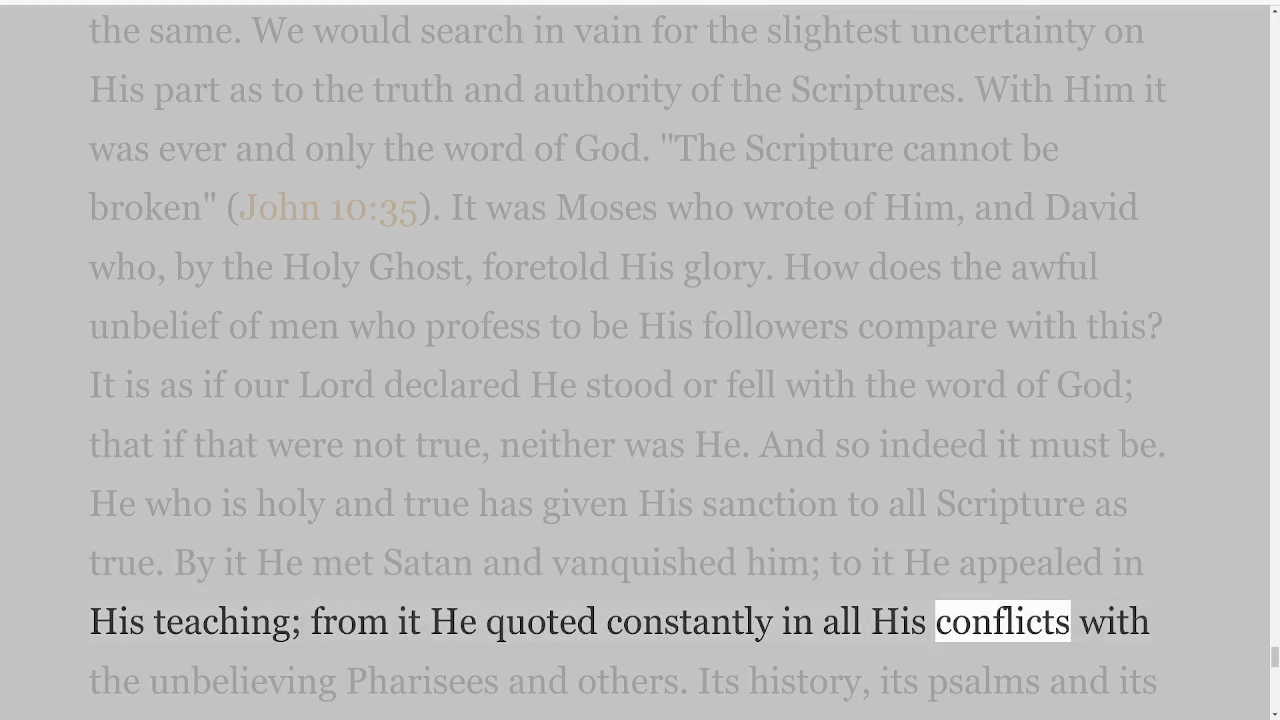 the same. We would search in vain for the slightest uncertainty on
His part as to the truth and authority of the Scriptures. With Him it
was ever and only the word of God. "The Scripture cannot be
broken" (John 10:35). It was Moses who wrote of Him, and David
who, by the Holy Ghost, foretold His glory. How does the awful
unbelief of men who profess to be His followers compare with this?
It is as if our Lord declared He stood or fell with the word of God;
that if that were not true, neither was He. And so indeed it must be.
He who is holy and true has given His sanction to all Scripture as
true. By it He met Satan and vanquished him; to it He appealed in
His teaching; from it He quoted constantly in all His conflicts with
the unbelieving Pharisees and others. Its history, its psalms and its